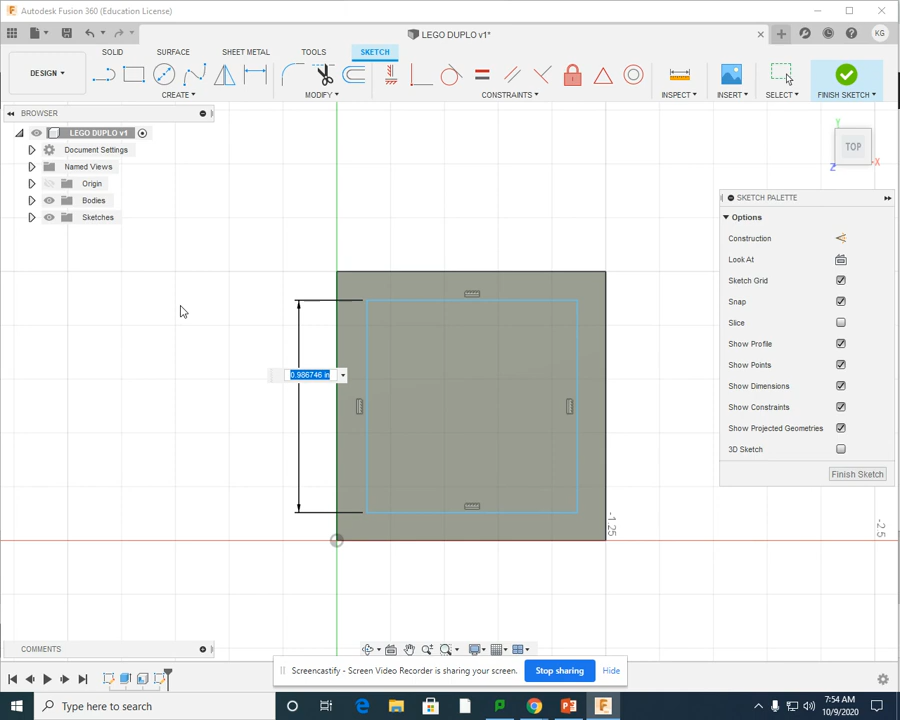 Autodesk Fusion 360 (Education License)
LEGO DUPLO v1*
KG
DESIGN
SOLID
SURFACE
SHEET METAL
TOOLS
SKETCH
CREATE
MODIFY
CONSTRAINTS
INSPECT
INSERT
SELECT
FINISH SKETCH
BROWSER
LEGO DUPLO v1
Document Settings
Named Views
Origin
Bodies
Sketches
Y
TOP
Z
X
SKETCH PALETTE
Options
Construction
Look At
Sketch Grid
Snap
Slice
Show Profile
Show Points
Show Dimensions
Show Constraints
Show Projected Geometries
3D Sketch
Finish Sketch
0.986746 in
-1.25
-2.5
COMMENTS
Screencastify - Screen Video Recorder is sharing your screen.
Stop sharing
Hide
Type here to search
7:54 AM
10/9/2020